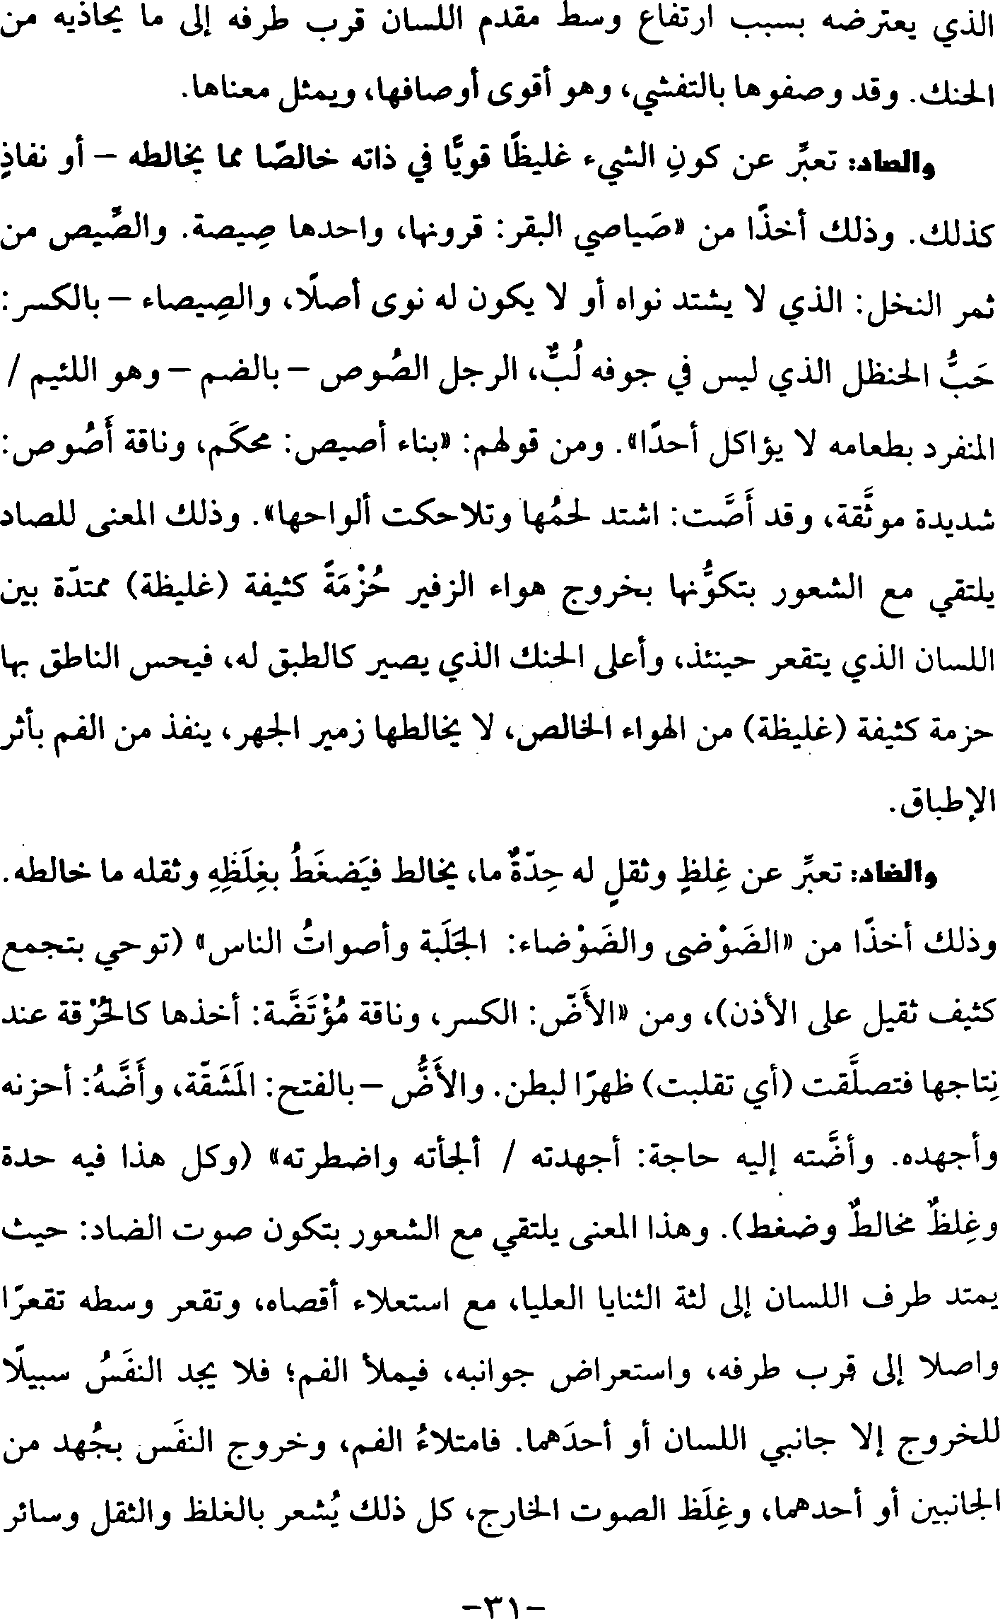 الذي يعترضه بسبب ارتفاع وسط مقدم اللسان قرب طرفه إلى ما يحاذيه من
الحنك. وقد وصفوها بالتفشي، وهو أقوى أوصافها، ويمثل معناها.
والصاد: تعبِّر عن كونِ الشيء غليظًا قويًّا في ذاته خالصًا مما يخالطه – أو نفاذٍ
كذلك. وذلك أخذًا من «صَياصي البقر: قرونها، واحدها صِيصة. والصِّيص من
ثمر النخل: الذي لا يشتد نواه أو لا يكون له نوى أصلًا، والصِيصاء – بالكسر:
حَبُّ الحنظل الذي ليس في جوفه لُبٌّ، الرجل الصُوص – بالضم – وهو اللئيم /
المنفرد بطعامه لا يؤاكل أحدًا». ومن قولهم: «بناء أصيص: محكَم، وناقة أَصُوص:
شديدة موثَّقة، وقد أَصَّت: اشتد لحمُها وتلاحكت ألواحها». وذلك المعنى للصاد
يلتقي مع الشعور بتكوُّنها بخروج هواء الزفير حُزْمَةً كثيفة (غليظة) ممتدّة بين
اللسان الذي يتقعر حينئذ، وأعلى الحنك الذي يصير كالطبق له، فيحس الناطق بها
حزمة كثيفة (غليظة) من الهواء الخالص، لا يخالطها زمير الجهر، ينفذ من الفم بأثر
الإطباق.
والضاد: تعبِّر عن غِلظٍ وثقلٍ له حِدّةٌ ما، يخالط فيَضغَطُ بغِلَظِهِ وثقله ما خالطه.
وذلك أخذًا من «الضَوْضى والضَوْضاء: الجَلَبة وأصواتُ الناس» (توحي بتجمع
كثيف ثقيل على الأذن)، ومن «الأَضّ: الكسر، وناقة مُؤْتَضَّة: أخذها كالحُرْقة عند
نِتاجها فتصلَّقت (أي تقلبت) ظهرًا لبطن. والأَضُّ – بالفتح: المَشَقّة، وأَضَّهُ: أحزنه
وأجهده. وأضَّته إليه حاجة: أجهدته / ألجأته واضطرته» (وكل هذا فيه حدة
وغِلظٌ مخالطٌ وضغط). وهذا المعنى يلتقي مع الشعور بتكون صوت الضاد: حيث
يمتد طرف اللسان إلى لثة الثنايا العليا، مع استعلاء أقصاه، وتقعر وسطه تقعرًا
واصلا إلى قرب طرفه، واستعراض جوانبه، فيملأ الفم؛ فلا يجد النفَسُ سبيلًا
للخروج إلا جانبي اللسان أو أحدَهما. فامتلاءُ الفم، وخروج النفَس بجُهد من
الجانبين أو أحدهما، وغِلَظ الصوت الخارج، كل ذلك يُشعر بالغلظ والثقل وسائر
–٣١–